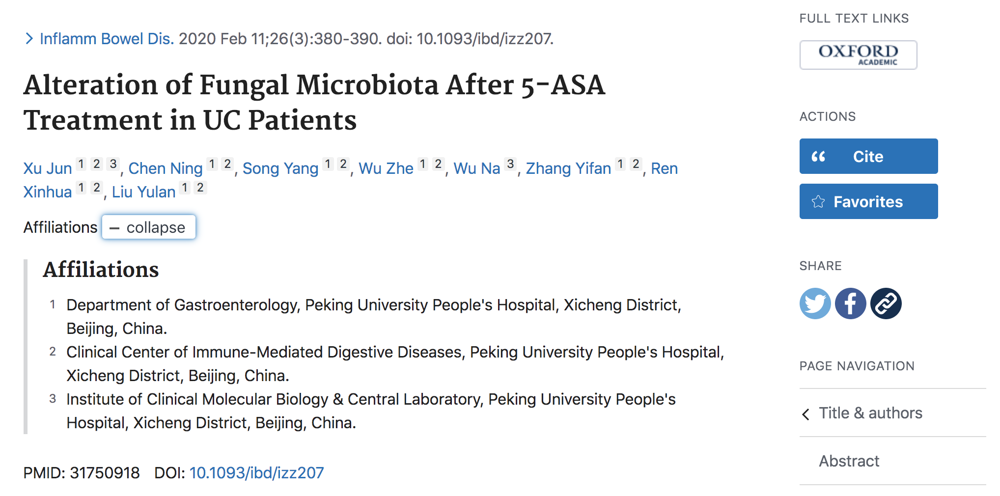 Inflamm Bowel Dis. 2020 Feb 11;26(3):380-390. doi: 10.1093/ibd/izz207.
Alteration of Fungal Microbiota After 5-ASA
Treatment in UC Patients
Xu Jun 1 2 3, Chen Ning 1 2, Song Yang 1 2, Wu Zhe 1 2, Wu Na 3, Zhang Yifan 1 2, Ren
Xinhua 1 2, Liu Yulan 1 2
Affiliations – collapse
Affiliations
1 Department of Gastroenterology, Peking University People's Hospital, Xicheng District,
Beijing, China.
2 Clinical Center of Immune-Mediated Digestive Diseases, Peking University People's Hospital,
Xicheng District, Beijing, China.
3 Institute of Clinical Molecular Biology & Central Laboratory, Peking University People's
Hospital, Xicheng District, Beijing, China.
PMID: 31750918 DOI: 10.1093/ibd/izz207
FULL TEXT LINKS
OXFORD
ACADEMIC
ACTIONS
Cite
Favorites
SHARE
PAGE NAVIGATION
Title & authors
Abstract